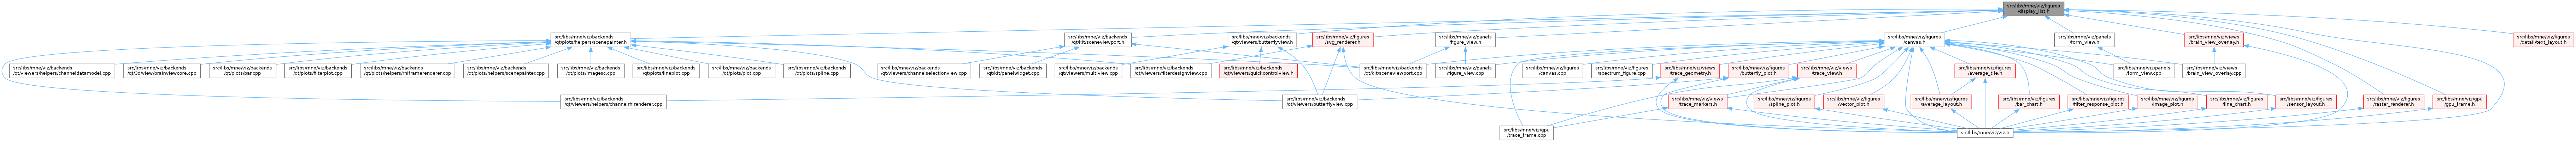 src/libs/mne/viz/figures
/display_list.h
src/libs/mne/viz/backends
/qt/plots/helpers/scenepainter.h
src/libs/mne/viz/backends
/qt/kit/sceneviewport.h
src/libs/mne/viz/backends
/qt/viewers/butterflyview.h
src/libs/mne/viz/figures
/svg_renderer.h
src/libs/mne/viz/panels
/figure_view.h
src/libs/mne/viz/figures
/canvas.h
src/libs/mne/viz/panels
/form_view.h
src/libs/mne/viz/views
/brain_view_overlay.h
src/libs/mne/viz/figures
/detail/text_layout.h
src/libs/mne/viz/backends
/qt/viewers/helpers/channeldatamodel.cpp
src/libs/mne/viz/backends
/qt/3d/view/brainviewcore.cpp
src/libs/mne/viz/backends
/qt/plots/bar.cpp
src/libs/mne/viz/backends
/qt/plots/filterplot.cpp
src/libs/mne/viz/backends
/qt/plots/helpers/rhiframerenderer.cpp
src/libs/mne/viz/backends
/qt/plots/helpers/scenepainter.cpp
src/libs/mne/viz/backends
/qt/plots/imagesc.cpp
src/libs/mne/viz/backends
/qt/plots/lineplot.cpp
src/libs/mne/viz/backends
/qt/plots/plot.cpp
src/libs/mne/viz/backends
/qt/plots/spline.cpp
src/libs/mne/viz/backends
/qt/viewers/channelselectionview.cpp
src/libs/mne/viz/backends
/qt/kit/panelwidget.cpp
src/libs/mne/viz/backends
/qt/viewers/multiview.cpp
src/libs/mne/viz/backends
/qt/viewers/filterdesignview.cpp
src/libs/mne/viz/backends
/qt/viewers/quickcontrolview.h
src/libs/mne/viz/backends
/qt/kit/sceneviewport.cpp
src/libs/mne/viz/panels
/figure_view.cpp
src/libs/mne/viz/figures
/canvas.cpp
src/libs/mne/viz/figures
/spectrum_figure.cpp
src/libs/mne/viz/views
/trace_geometry.h
src/libs/mne/viz/figures
/butterfly_plot.h
src/libs/mne/viz/views
/trace_view.h
src/libs/mne/viz/figures
/average_tile.h
src/libs/mne/viz/panels
/form_view.cpp
src/libs/mne/viz/views
/brain_view_overlay.cpp
src/libs/mne/viz/backends
/qt/viewers/helpers/channelrhirenderer.cpp
src/libs/mne/viz/backends
/qt/viewers/butterflyview.cpp
src/libs/mne/viz/views
/trace_markers.h
src/libs/mne/viz/figures
/spline_plot.h
src/libs/mne/viz/figures
/vector_plot.h
src/libs/mne/viz/figures
/average_layout.h
src/libs/mne/viz/figures
/bar_chart.h
src/libs/mne/viz/figures
/filter_response_plot.h
src/libs/mne/viz/figures
/image_plot.h
src/libs/mne/viz/figures
/line_chart.h
src/libs/mne/viz/figures
/sensor_layout.h
src/libs/mne/viz/figures
/raster_renderer.h
src/libs/mne/viz/gpu
/gpu_frame.h
src/libs/mne/viz/gpu
/trace_frame.cpp
src/libs/mne/viz/viz.h